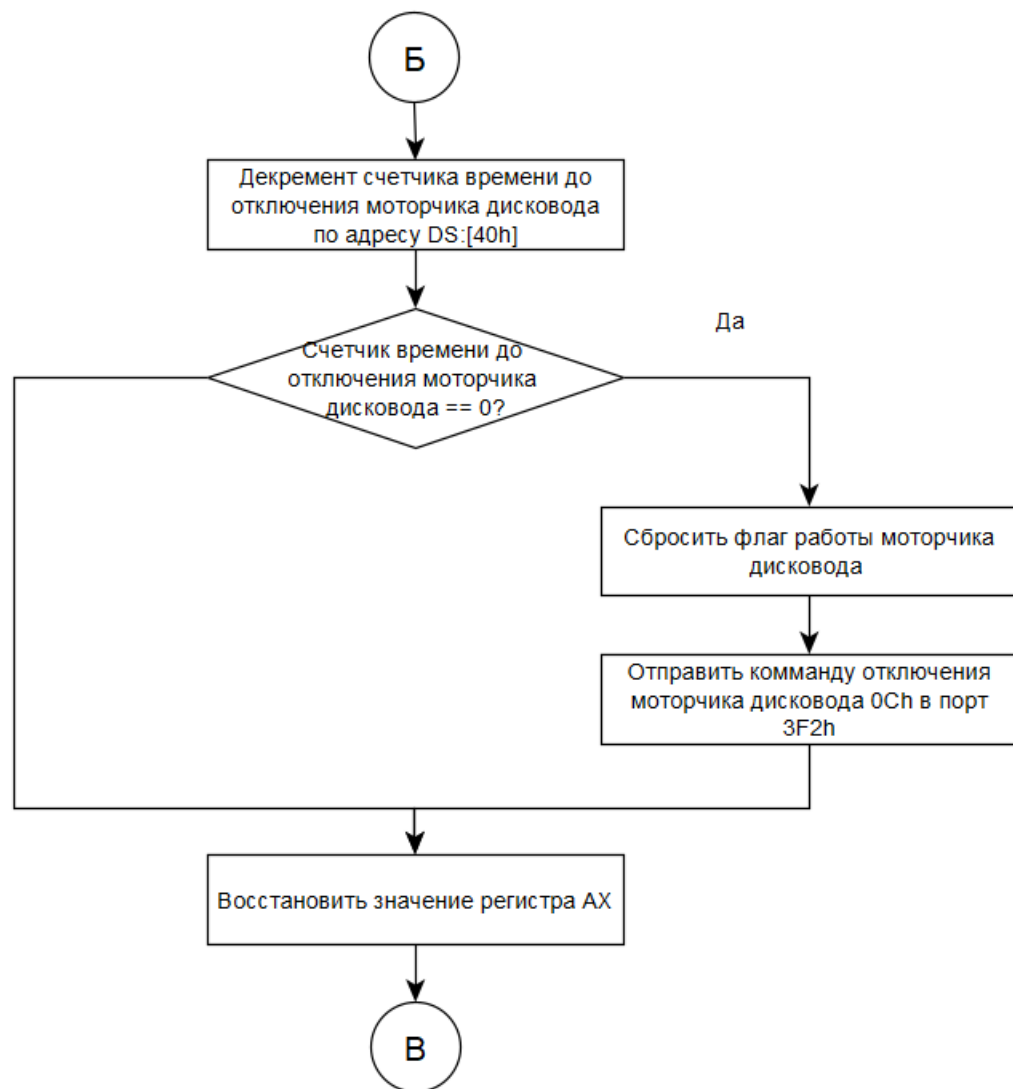 Б
Декремент счетчика времени до
отключения моторчика дисковода
по адресу DS:[40h]
Да
Счетчик времени до
отключения моторчика
дисковода == 0?
Сбросить флаг работы моторчика
дисковода
Отправить комманду отключения
моторчика дисковода 0Ch в порт
3F2h
Восстановить значение регистра AX
В